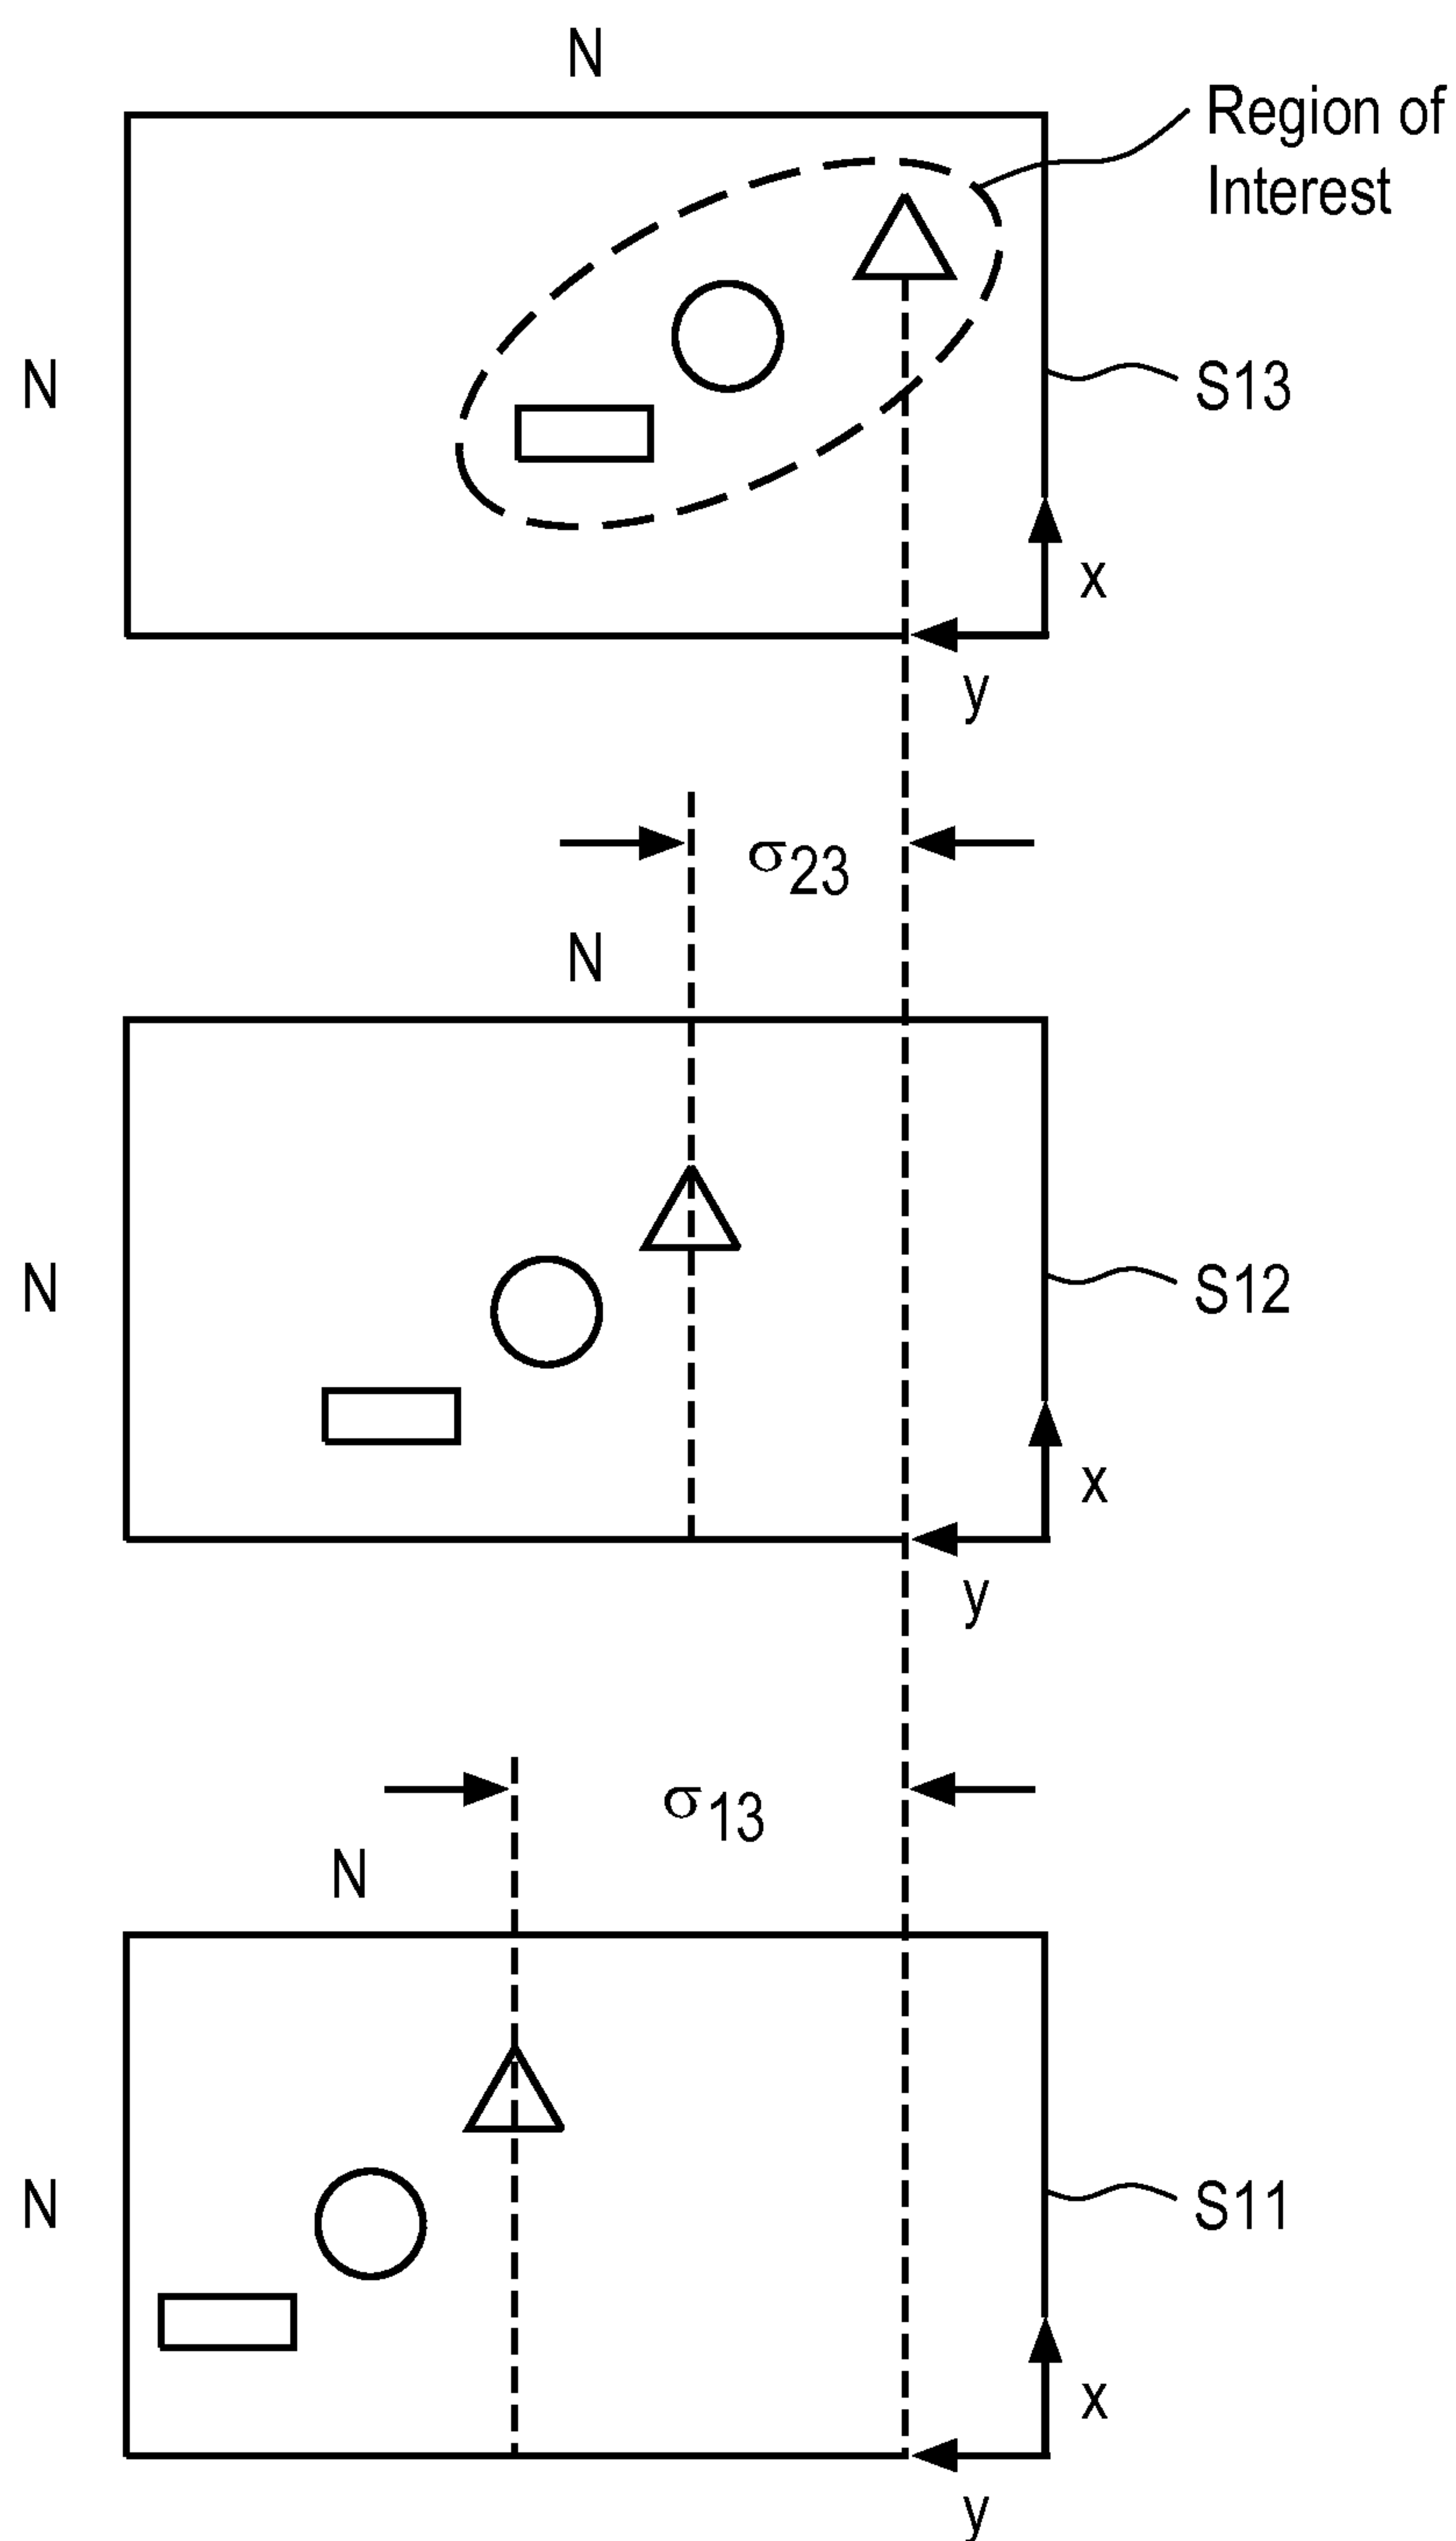 N
Region of
Interest
N
S13
x
y
σ23
N
N
S12
x
y
σ13
N
N
S11
x
y